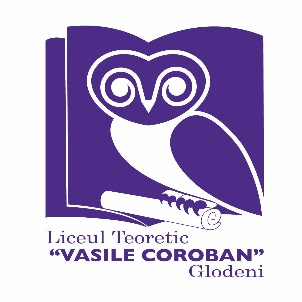 Liceul Teoretic
“VASILE COROBAN”
Glodeni